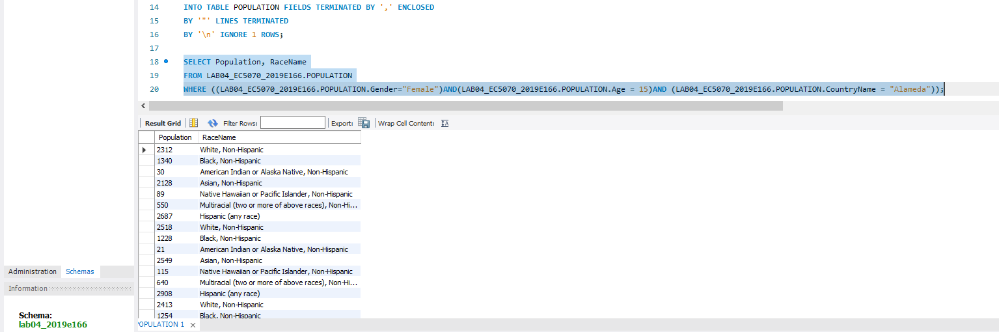 14 INTO TABLE POPULATION FIELDS TERMINATED BY ',' ENCLOSED
15 BY '"' LINES TERMINATED
16 BY '\n' IGNORE 1 ROWS;
17
18 SELECT Population, RaceName
19 FROM LAB04_EC5070_2019E166.POPULATION
20 WHERE ((LAB04_EC5070_2019E166.POPULATION.Gender="Female")AND(LAB04_EC5070_2019E166.POPULATION.Age = 15)AND (LAB04_EC5070_2019E166.POPULATION.CountryName = "Alameda"));
Result Grid Filter Rows: Export: Wrap Cell Content:
Population RaceName
2312 White, Non-Hispanic
1340 Black, Non-Hispanic
30 American Indian or Alaska Native, Non-Hispanic
2128 Asian, Non-Hispanic
89 Native Hawaiian or Pacific Islander, Non-Hispanic
550 Multiracial (two or more of above races), Non-Hi...
2687 Hispanic (any race)
2518 White, Non-Hispanic
1228 Black, Non-Hispanic
21 American Indian or Alaska Native, Non-Hispanic
2549 Asian, Non-Hispanic
115 Native Hawaiian or Pacific Islander, Non-Hispanic
640 Multiracial (two or more of above races), Non-Hi...
2908 Hispanic (any race)
2413 White, Non-Hispanic
1254 Black, Non-Hispanic
Administration Schemas
Information
Schema:
lab04_2019e166
POPULATION 1